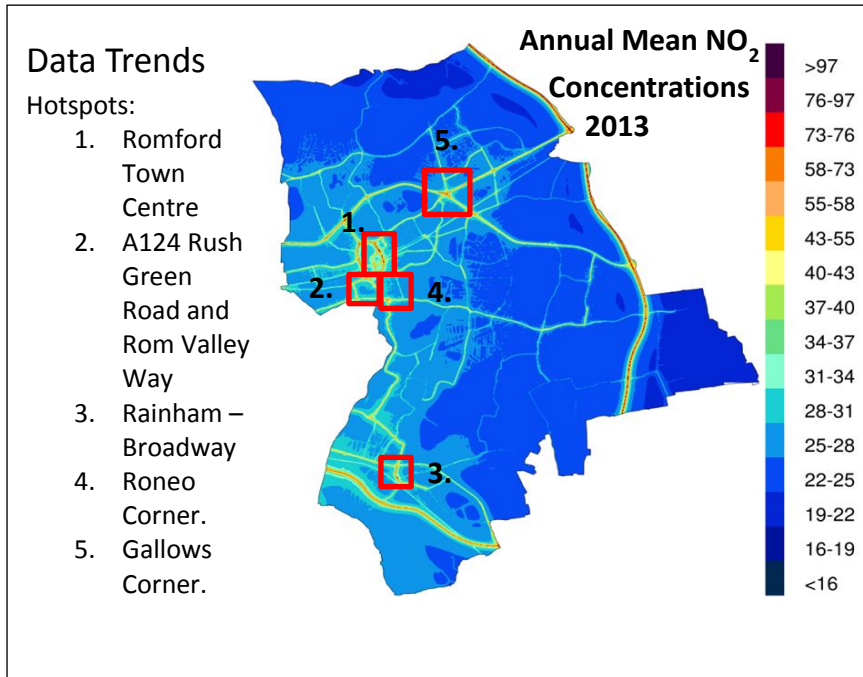 Data Trends
Hotspots:
1. Romford
Town
Centre
2. A124 Rush
Green
Road and
Rom Valley
Way
3. Rainham –
Broadway
4. Roneo
Corner.
5. Gallows
Corner.
Annual Mean NO₂
Concentrations
2013
5.
1.
2.
4.
3.
>97
76-97
73-76
58-73
55-58
43-55
40-43
37-40
34-37
31-34
28-31
25-28
22-25
19-22
16-19
<16